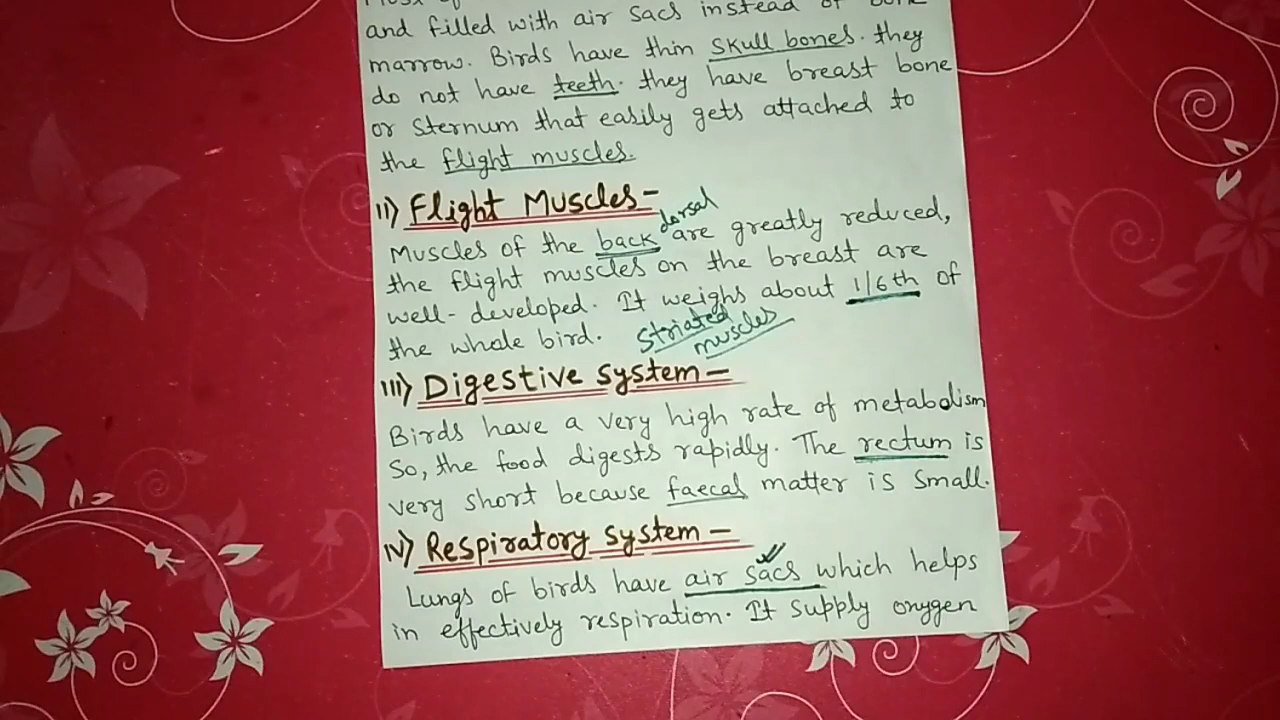 and filled with air sacs instead of bone
marrow. Birds have thin skull bones. they
do not have teeth. they have breast bone
or sternum that easily gets attached to
the flight muscles.
II) Flight Muscles-
dorsal
Muscles of the back are greatly reduced,
the flight muscles on the breast are
well-developed. It weighs about 1/6th of
the whole bird.
Striated
muscles
III) Digestive system-
Birds have a very high rate of metabolism
So, the food digests rapidly. The rectum is
very short because faecal matter is small.
IV) Respiratory system-
Lungs of birds have air sacs which helps
in effectively respiration. It supply oxygen